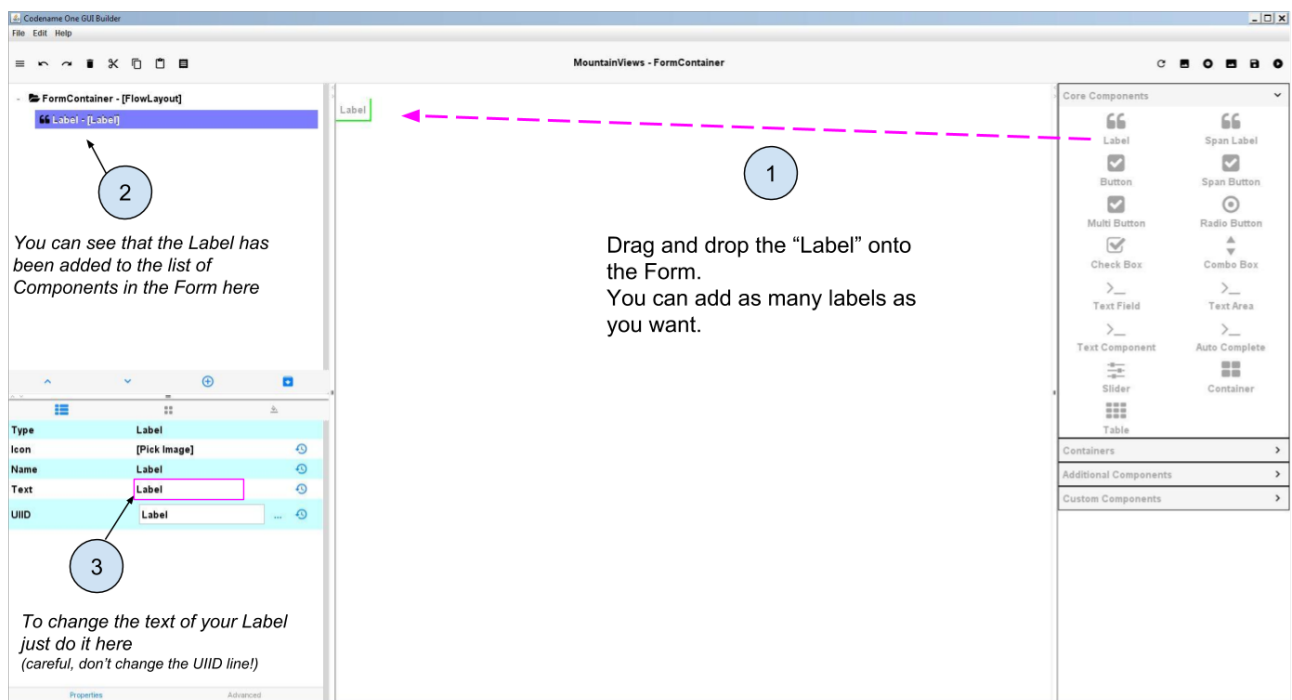 Codename One GUI Builder
File Edit Help
MountainViews - FormContainer
FormContainer - [FlowLayout]
Label - [Label]
2
You can see that the Label has
been added to the list of
Components in the Form here
Type Label
Icon [Pick Image]
Name Label
Text Label
UIID Label ...
3
To change the text of your Label
just do it here
(careful, don't change the UIID line!)
Properties Advanced
Label
1
Drag and drop the “Label” onto
the Form.
You can add as many labels as
you want.
Core Components
Label Span Label
Button Span Button
Multi Button Radio Button
Check Box Combo Box
Text Field Text Area
Text Component Auto Complete
Slider Container
Table
Containers
Additional Components
Custom Components